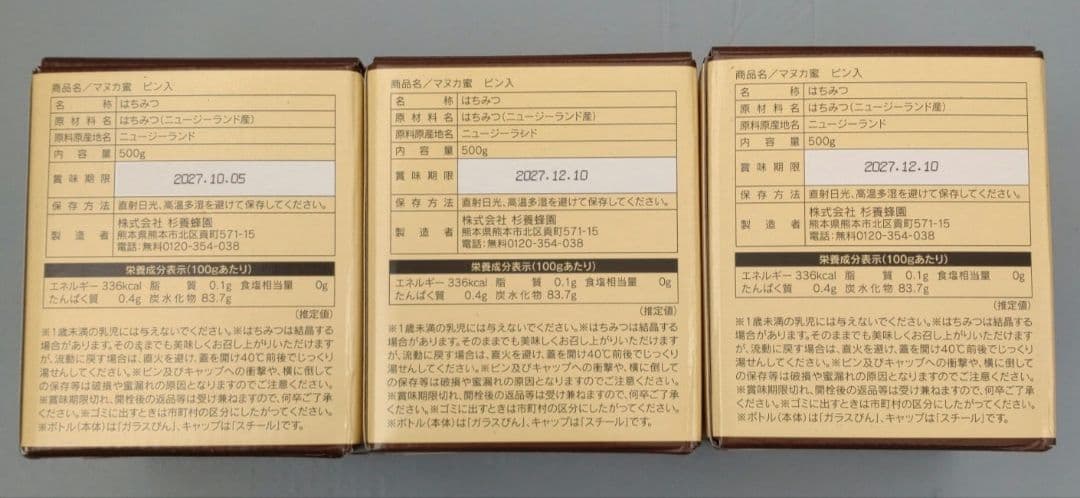 商品名／マヌカ蜜 ビン入
名称 はちみつ
原材料名 はちみつ(ニュージーランド産)
原料原産地名 ニュージーランド
内容量 500g
賞味期限 2027.10.05
保存方法 直射日光、高温多湿を避けて保存してください。
製造者 株式会社 杉養蜂園
熊本県熊本市北区貢町571-15
電話：無料0120-354-038
栄養成分表示(100gあたり)
エネルギー 336kcal 脂質 0.1g 食塩相当量 0g
たんぱく質 0.4g 炭水化物 83.7g
(推定値)
※1歳未満の乳児には与えないでください。※はちみつは結晶する
場合があります。そのままでも美味しくお召し上がりいただけます
が、流動に戻す場合は、直火を避け、蓋を開け40℃前後でじっくり
湯せんしてください。※ビン及びキャップへの衝撃や、横に倒して
の保存等は破損や蜜漏れの原因となりますのでご注意ください。
※賞味期限切れ、開栓後の返品等は受け兼ねますので、何卒ご了承
ください。※ゴミに出すときは市町村の区分にしたがってください。
※ボトル(本体)は「ガラスびん」、キャップは「スチール」です。
商品名／マヌカ蜜 ビン入
名称 はちみつ
原材料名 はちみつ(ニュージーランド産)
原料原産地名 ニュージーランド
内容量 500g
賞味期限 2027.12.10
保存方法 直射日光、高温多湿を避けて保存してください。
製造者 株式会社 杉養蜂園
熊本県熊本市北区貢町571-15
電話：無料0120-354-038
栄養成分表示(100gあたり)
エネルギー 336kcal 脂質 0.1g 食塩相当量 0g
たんぱく質 0.4g 炭水化物 83.7g
(推定値)
※1歳未満の乳児には与えないでください。※はちみつは結晶する
場合があります。そのままでも美味しくお召し上がりいただけます
が、流動に戻す場合は、直火を避け、蓋を開け40℃前後でじっくり
湯せんしてください。※ビン及びキャップへの衝撃や、横に倒して
の保存等は破損や蜜漏れの原因となりますのでご注意ください。
※賞味期限切れ、開栓後の返品等は受け兼ねますので、何卒ご了承
ください。※ゴミに出すときは市町村の区分にしたがってください。
※ボトル(本体)は「ガラスびん」、キャップは「スチール」です。
商品名／マヌカ蜜 ビン入
名称 はちみつ
原材料名 はちみつ(ニュージーランド産)
原料原産地名 ニュージーランド
内容量 500g
賞味期限 2027.12.10
保存方法 直射日光、高温多湿を避けて保存してください。
製造者 株式会社 杉養蜂園
熊本県熊本市北区貢町571-15
電話：無料0120-354-038
栄養成分表示(100gあたり)
エネルギー 336kcal 脂質 0.1g 食塩相当量 0g
たんぱく質 0.4g 炭水化物 83.7g
(推定値)
※1歳未満の乳児には与えないでください。※はちみつは結晶する
場合があります。そのままでも美味しくお召し上がりいただけます
が、流動に戻す場合は、直火を避け、蓋を開け40℃前後でじっくり
湯せんしてください。※ビン及びキャップへの衝撃や、横に倒して
の保存等は破損や蜜漏れの原因となりますのでご注意ください。
※賞味期限切れ、開栓後の返品等は受け兼ねますので、何卒ご了承
ください。※ゴミに出すときは市町村の区分にしたがってください。
※ボトル(本体)は「ガラスびん」、キャップは「スチール」です。